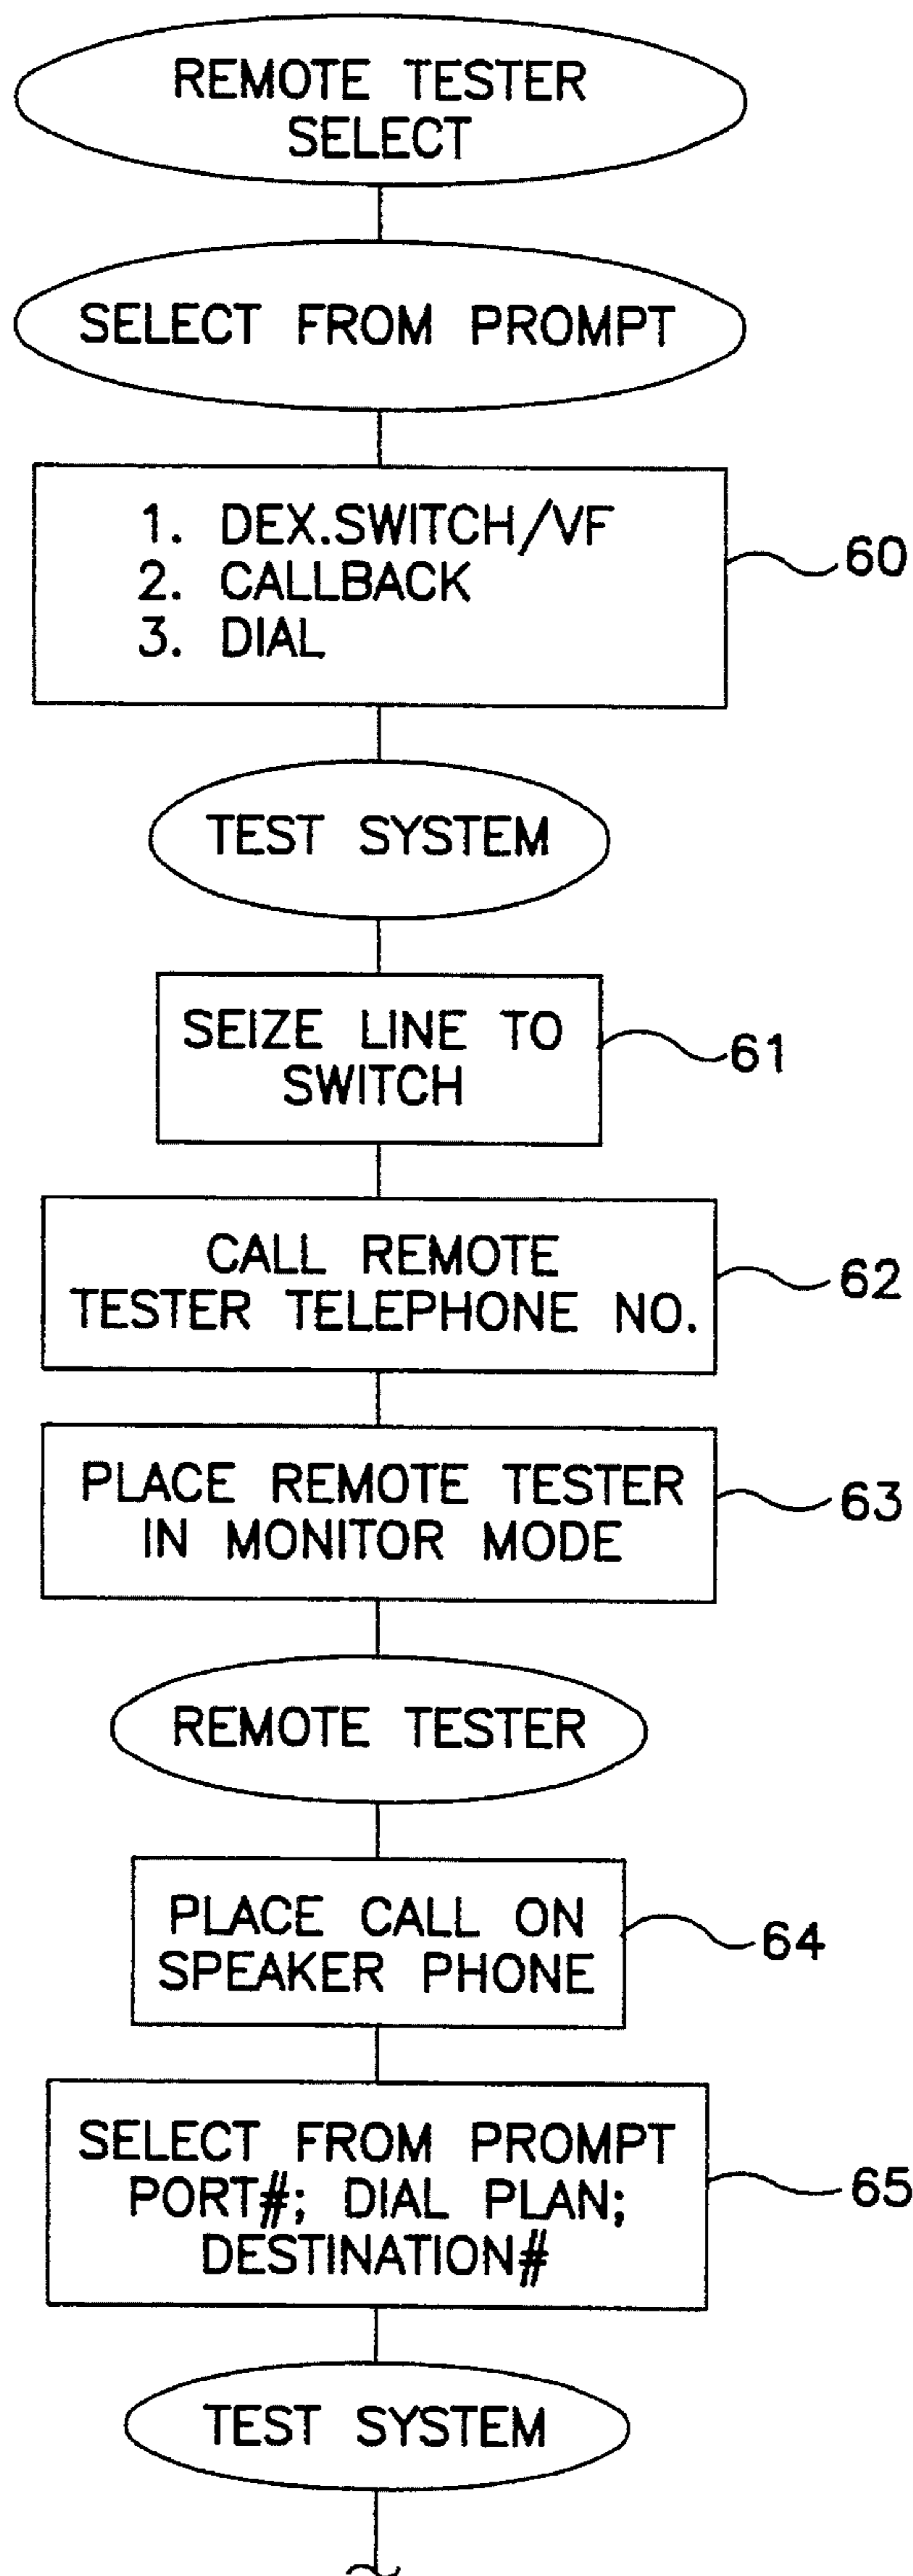 REMOTE TESTER
SELECT
SELECT FROM PROMPT
1. DEX.SWITCH/VF
2. CALLBACK
3. DIAL
60
TEST SYSTEM
SEIZE LINE TO
SWITCH
61
CALL REMOTE
TESTER TELEPHONE NO.
62
PLACE REMOTE TESTER
IN MONITOR MODE
63
REMOTE TESTER
PLACE CALL ON
SPEAKER PHONE
64
SELECT FROM PROMPT
PORT#; DIAL PLAN;
DESTINATION#
65
TEST SYSTEM